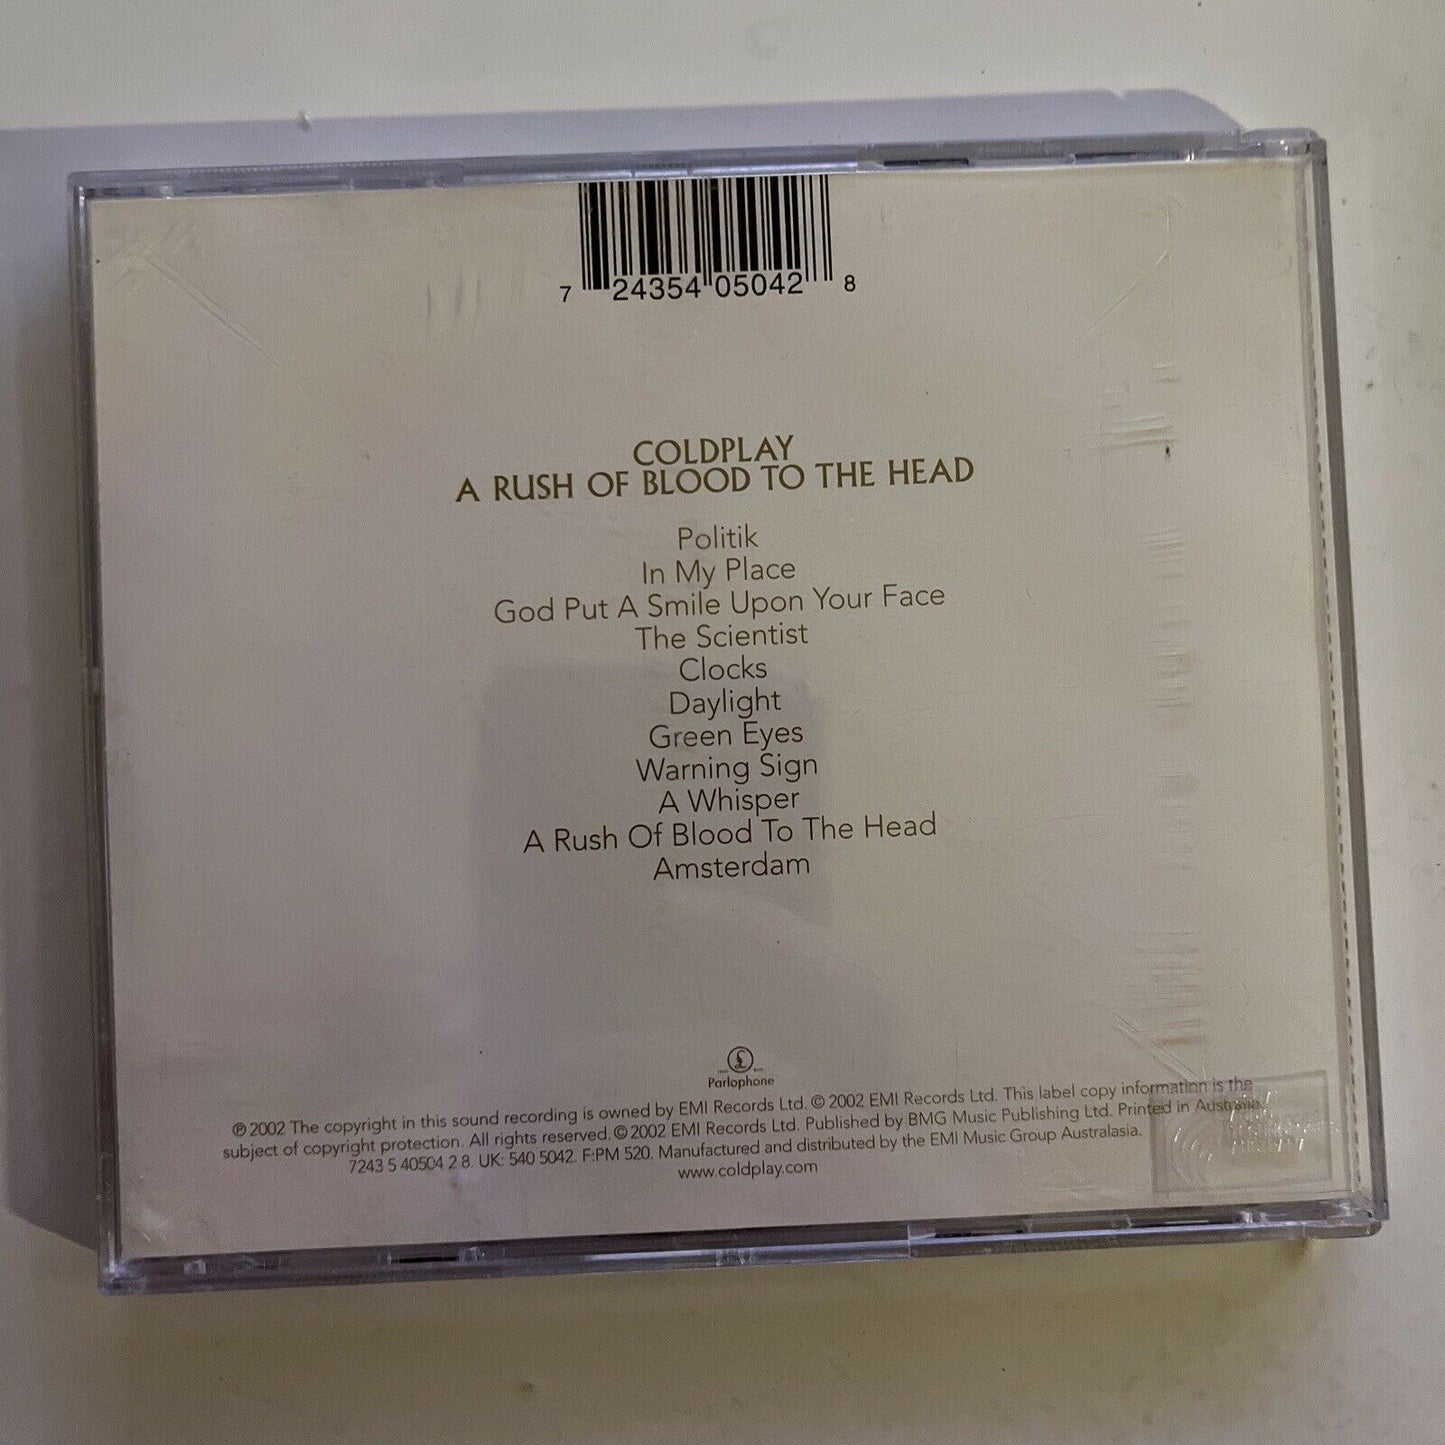 7 24354 05042 8
COLDPLAY
A RUSH OF BLOOD TO THE HEAD
Politik
In My Place
God Put A Smile Upon Your Face
The Scientist
Clocks
Daylight
Green Eyes
Warning Sign
A Whisper
A Rush Of Blood To The Head
Amsterdam
£
Parlophone
℗ 2002 The copyright in this sound recording is owned by EMI Records Ltd. © 2002 EMI Records Ltd. This label copy information is the
subject of copyright protection. All rights reserved. © 2002 EMI Records Ltd. Published by BMG Music Publishing Ltd. Printed in Australia.
7243 5 40504 2 8. UK: 540 5042. F:PM 520. Manufactured and distributed by the EMI Music Group Australasia.
www.coldplay.com